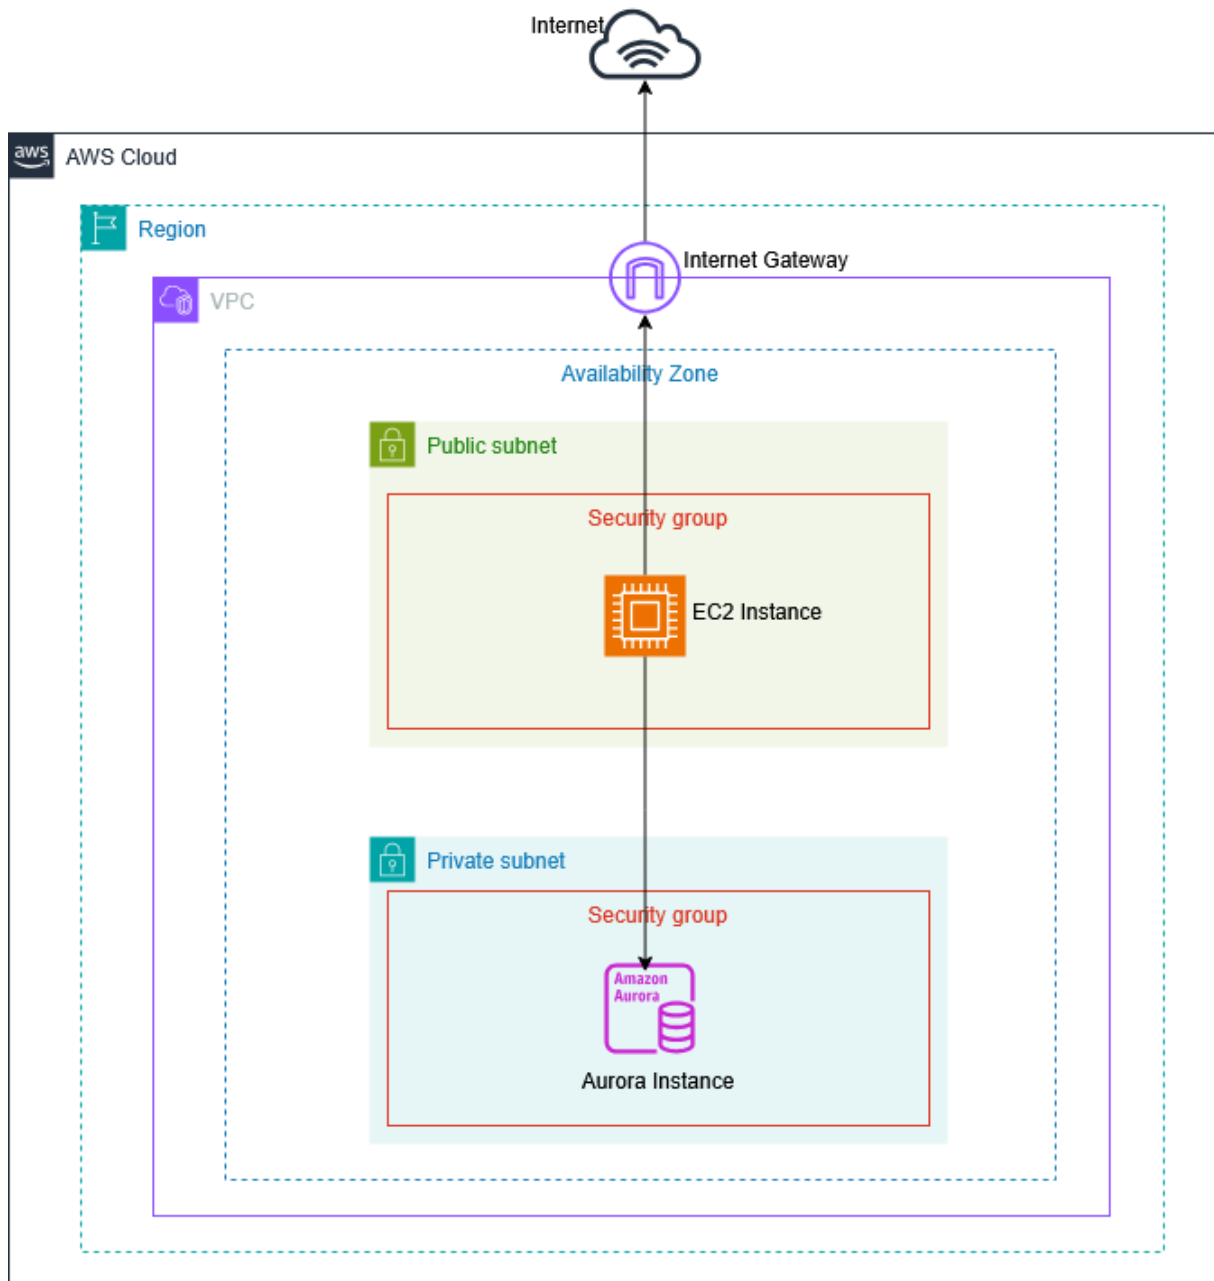 Internet
aws
AWS Cloud
Region
Internet Gateway
VPC
Availability Zone
Public subnet
Security group
EC2 Instance
Private subnet
Security group
Amazon
Aurora
Aurora Instance